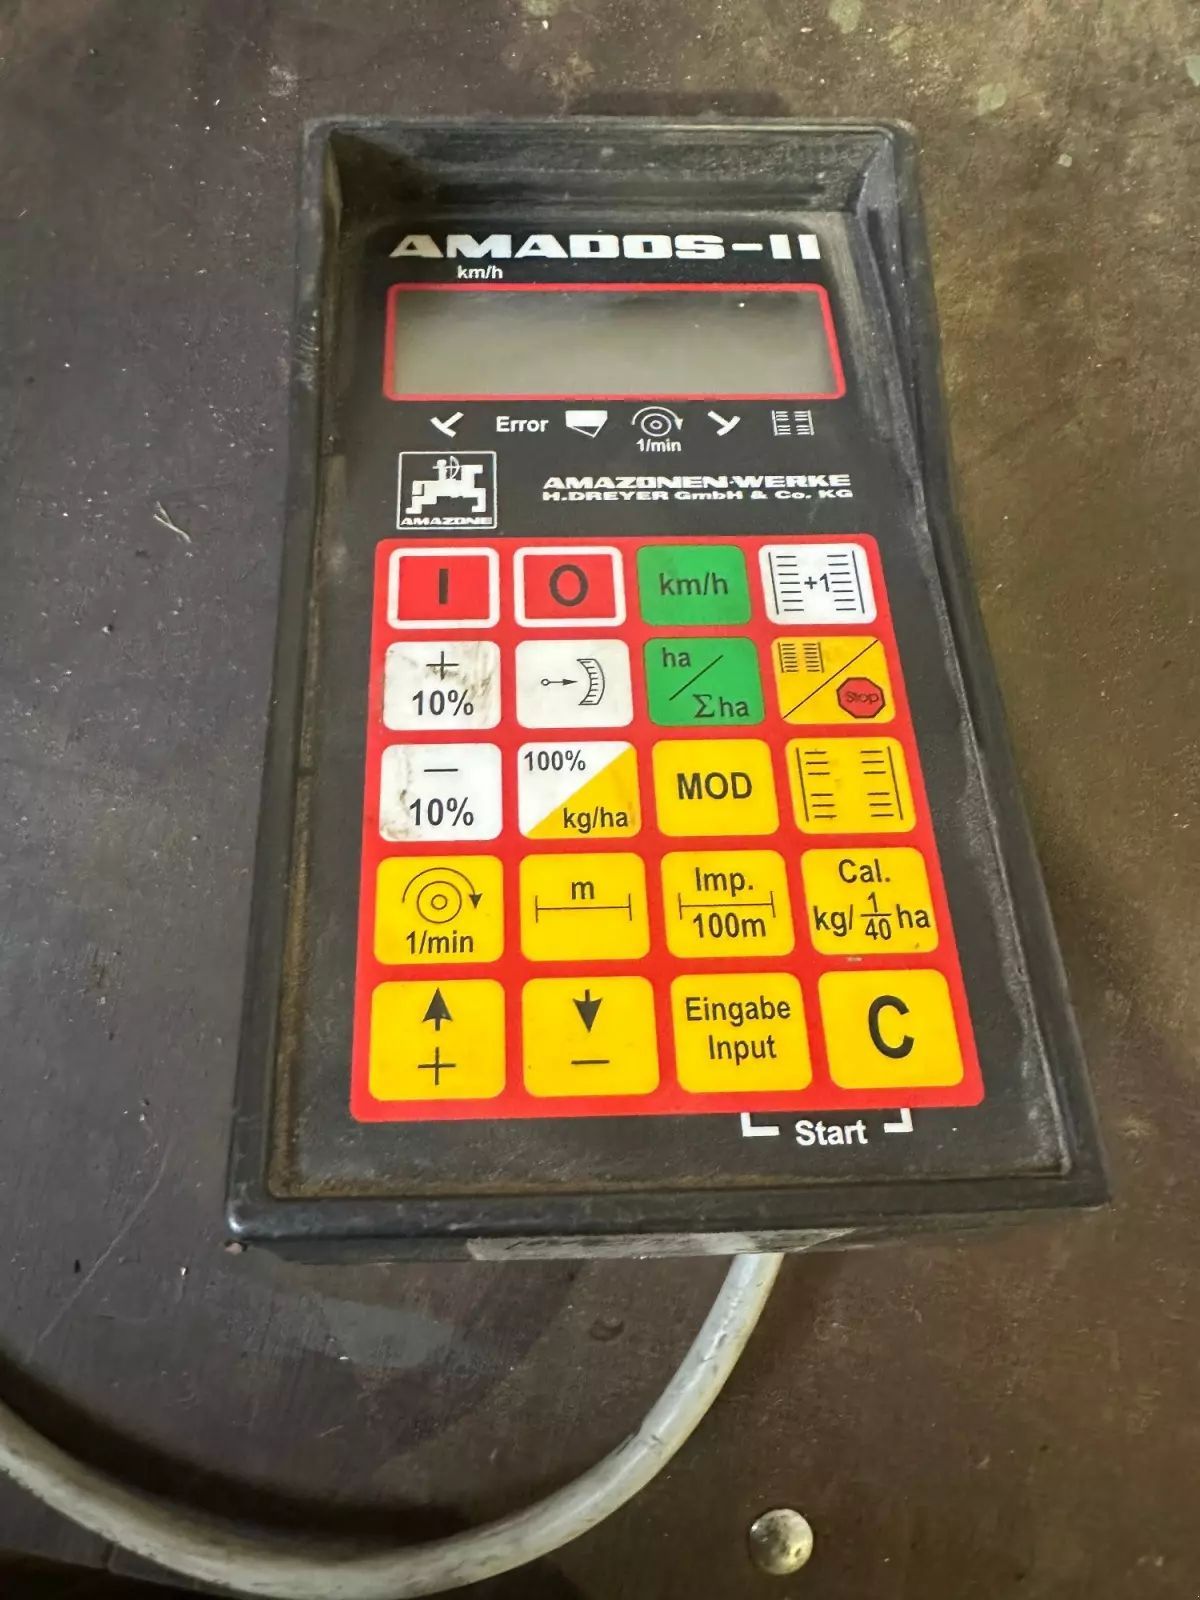 AMADOS-II
km/h
Error
1/min
AMAZONE
AMAZONEN-WERKE
H.DREYER GmbH & Co. KG
I O km/h +1
+
10%
ha / Σha
Stop
−
10%
100%
kg/ha
MOD
1/min
m
Imp.
100m
Cal.
kg/ 1/40 ha
+
−
Eingabe
Input
C
Start